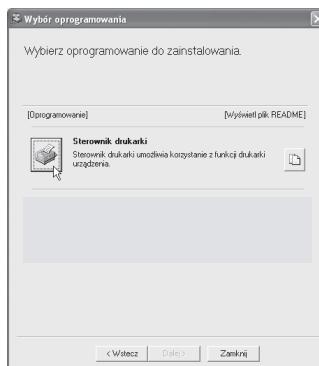 Wybór oprogramowania
Wybierz oprogramowanie do zainstalowania.
[Oprogramowanie] [Wyświetl plik README]
Sterownik drukarki
Sterownik drukarki umożliwia korzystanie z funkcji drukarki
urządzenia.
< Wstecz Dalej > Zamknij